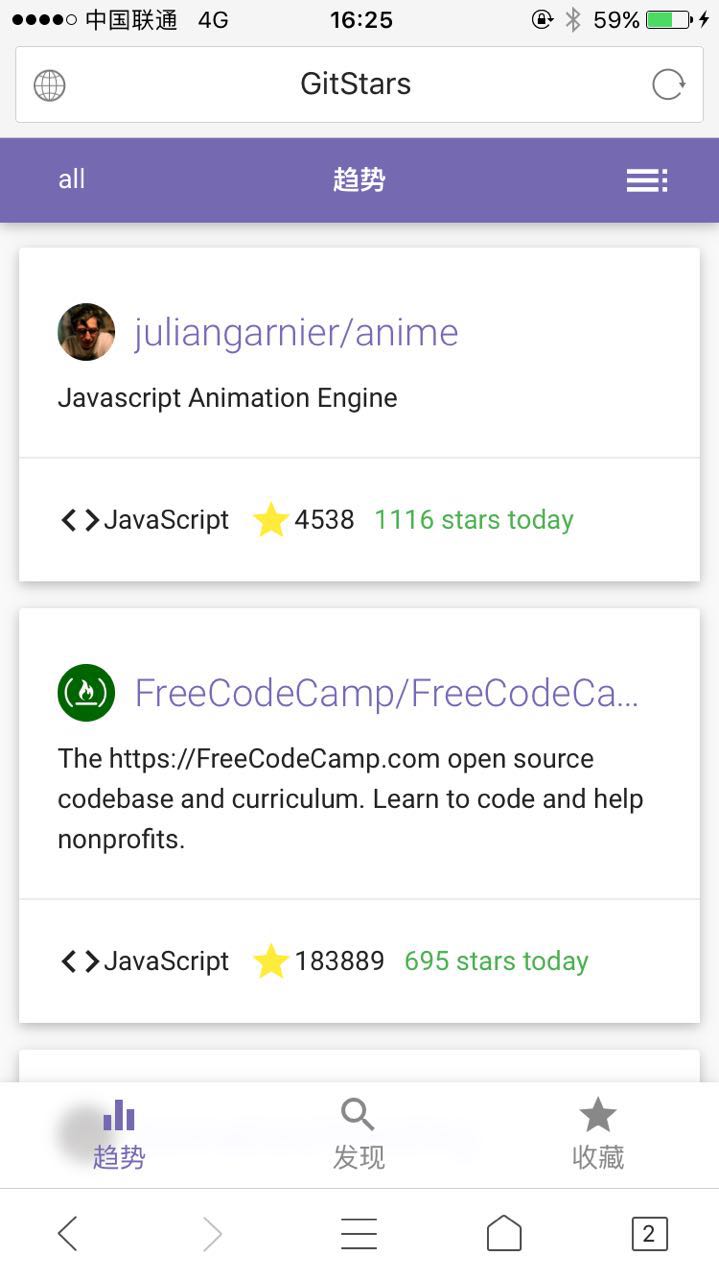 中国联通 4G 16:25 59%
GitStars
all 趋势
juliangarnier/anime
Javascript Animation Engine
JavaScript 4538 1116 stars today
FreeCodeCamp/FreeCodeCa...
The https://FreeCodeCamp.com open source
codebase and curriculum. Learn to code and help
nonprofits.
JavaScript 183889 695 stars today
趋势 发现 收藏
2